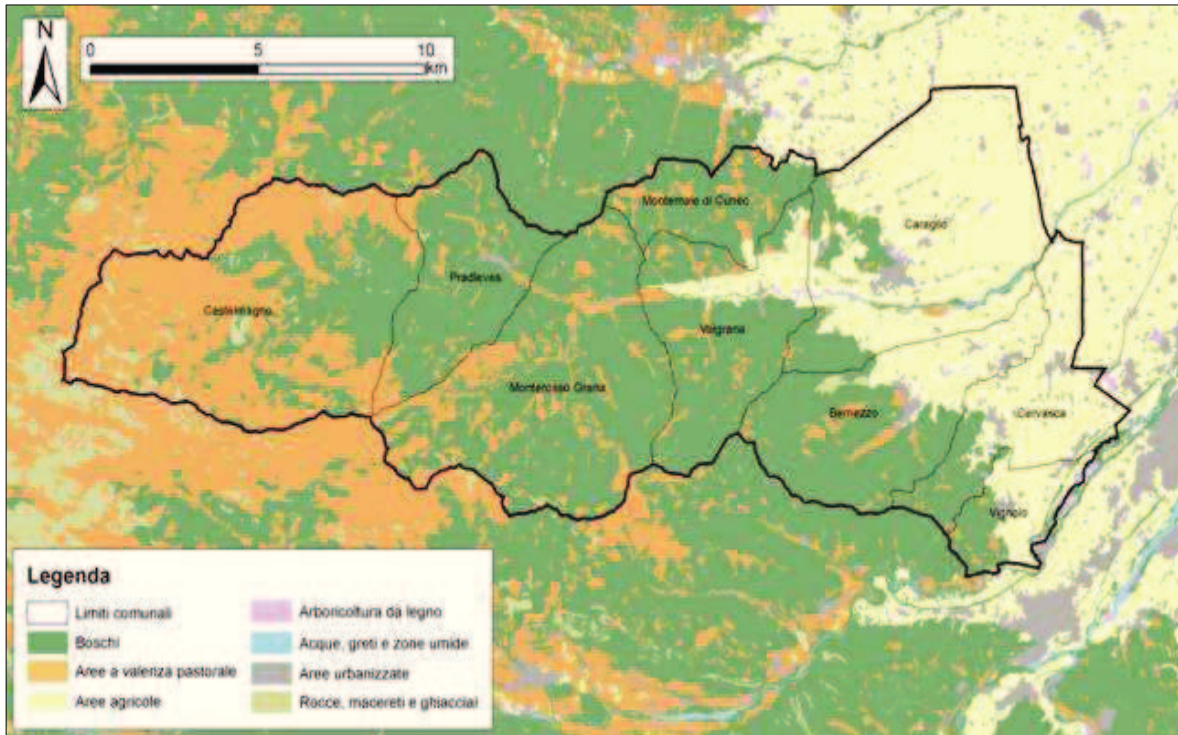 N
0 5 10
km
Montemale di Cuneo
Caraglio
Pradleves
Castelmagno
Valgrana
Monterosso Grana
Bernezzo
Cervasca
Vignolo
Legenda
Limiti comunali
Boschi
Aree a valenza pastorale
Aree agricole
Arboricoltura da legno
Acque, greti e zone umide
Aree urbanizzate
Rocce, macereti e ghiacciai